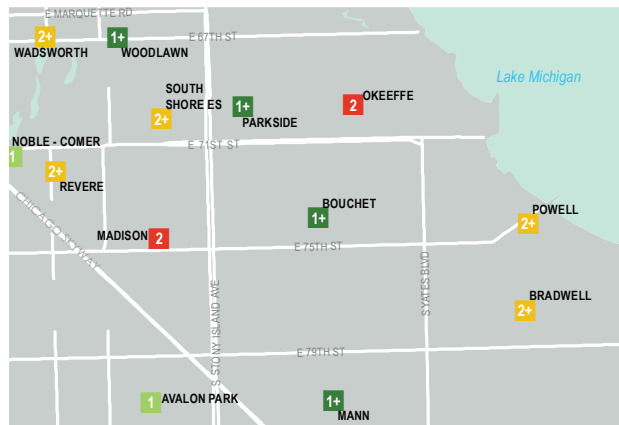 E MARQUETTE RD
2+
WADSWORTH
1+
WOODLAWN
E 67TH ST
Lake Michigan
SOUTH
SHORE ES
2+
1+
PARKSIDE
2
OKEEFFE
NOBLE - COMER
1
E 71ST ST
2+
REVERE
CHICAGO SKYWAY
MADISON
2
BOUCHET
1+
E 75TH ST
POWELL
2+
S YATES BLVD
S STONY ISLAND AVE
BRADWELL
2+
E 79TH ST
1
AVALON PARK
1+
MANN